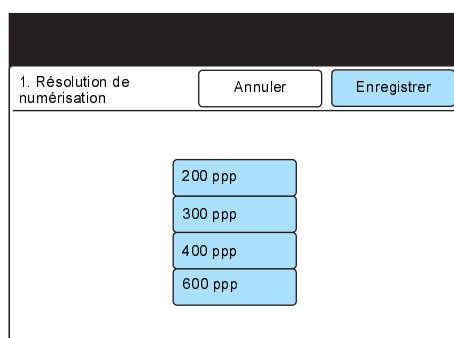 1. Résolution de
numérisation
Annuler
Enregistrer
200 ppp
300 ppp
400 ppp
600 ppp